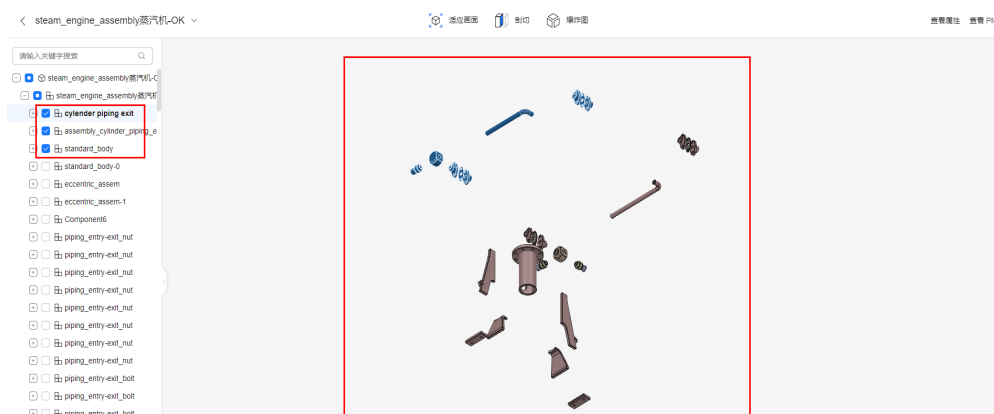 steam_engine_assembly蒸汽机-OK
适应画面 剖切 爆炸图
查看属性 查看 PM
请输入关键字搜索
steam_engine_assembly蒸汽机-O
steam_engine_assembly蒸汽机
cylender piping exit
assembly_cylinder_piping_e
standard_body
standard_body-0
eccentric_assem
eccentric_assem-1
Component6
piping_entry-exit_nut
piping_entry-exit_nut
piping_entry-exit_nut
piping_entry-exit_nut
piping_entry-exit_nut
piping_entry-exit_nut
piping_entry-exit_nut
piping_entry-exit_nut
piping_entry-exit_bolt
piping_entry-exit_bolt
piping_entry-exit_bolt